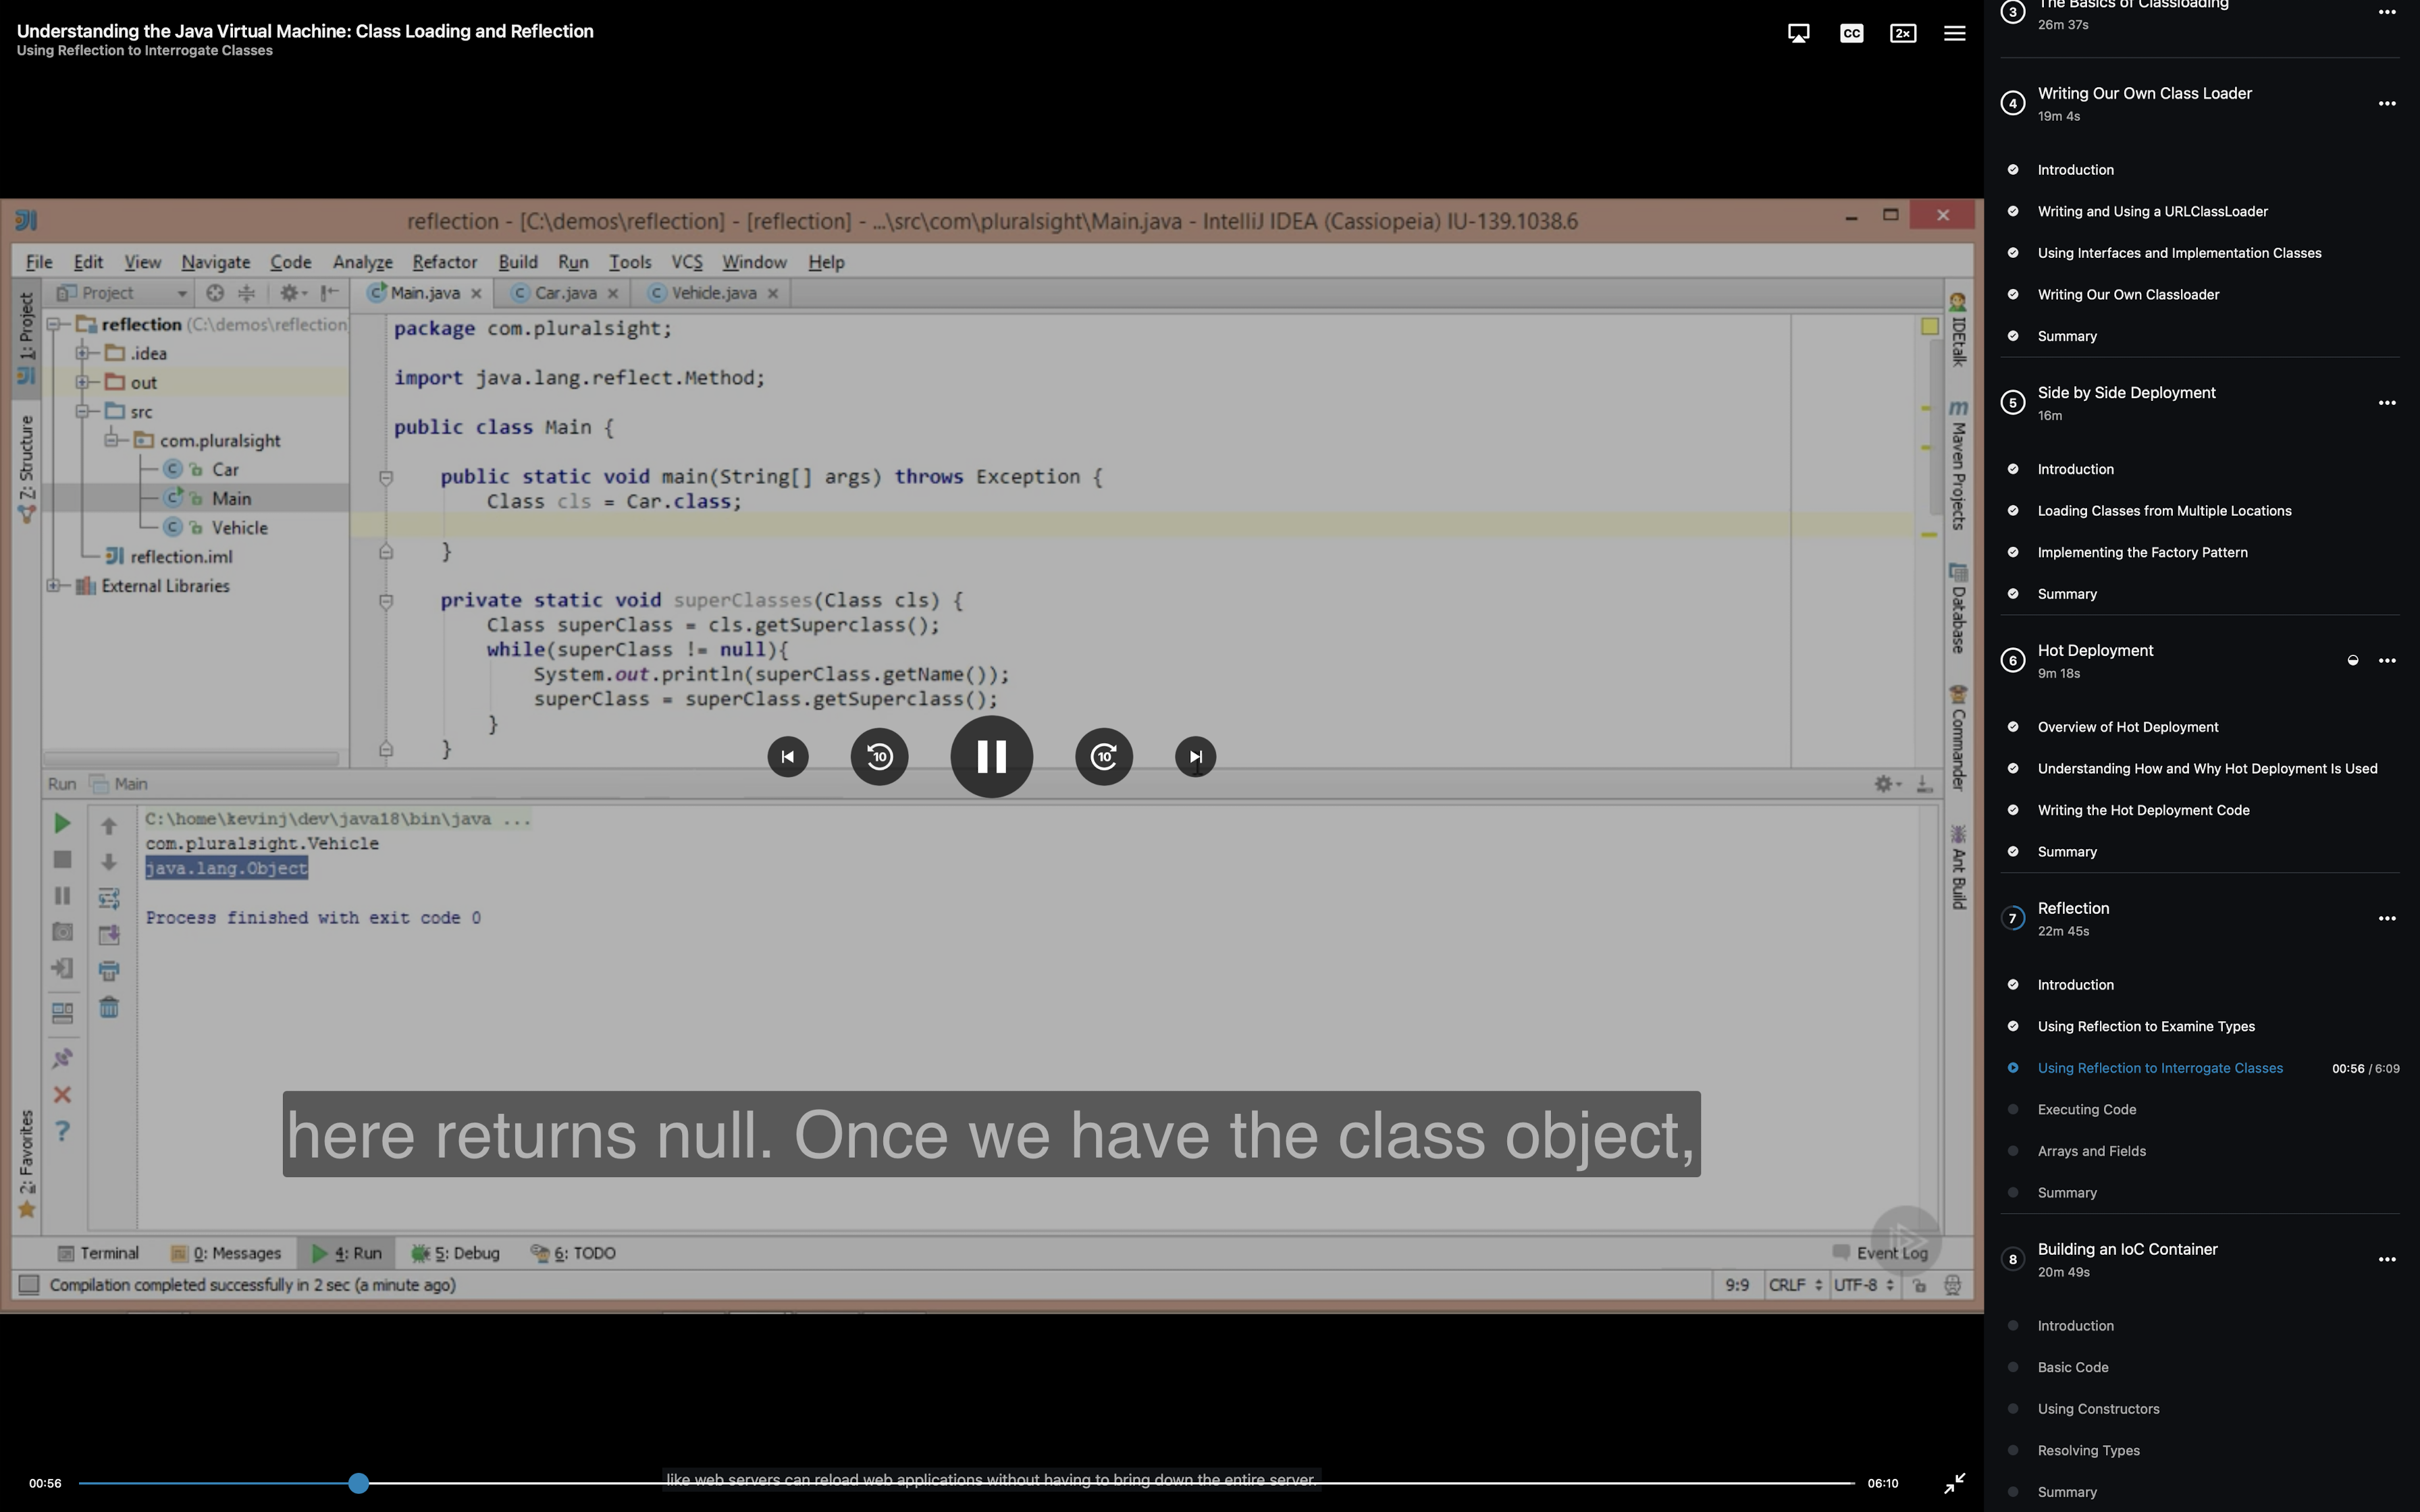 Understanding the Java Virtual Machine: Class Loading and Reflection
Using Reflection to Interrogate Classes
CC
2x
reflection - [C:\demos\reflection] - [reflection] - ...\src\com\pluralsight\Main.java - IntelliJ IDEA (Cassiopeia) IU-139.1038.6
File Edit View Navigate Code Analyze Refactor Build Run Tools VCS Window Help
1: Project
Z: Structure
2: Favorites
Project
Main.java
Car.java
Vehicle.java
reflection (C:\demos\reflection
.idea
out
src
com.pluralsight
Car
Main
Vehicle
reflection.iml
External Libraries
package com.pluralsight;
import java.lang.reflect.Method;
public class Main {
public static void main(String[] args) throws Exception {
Class cls = Car.class;
}
private static void superClasses(Class cls) {
Class superClass = cls.getSuperclass();
while(superClass != null){
System.out.println(superClass.getName());
superClass = superClass.getSuperclass();
}
}
IDEtalk
Maven Projects
Database
Commander
Ant Build
10
10
Run Main
C:\home\kevinj\dev\java18\bin\java ...
com.pluralsight.Vehicle
java.lang.Object
Process finished with exit code 0
here returns null. Once we have the class object,
Terminal
0: Messages
4: Run
5: Debug
6: TODO
Event Log
Compilation completed successfully in 2 sec (a minute ago)
9:9
CRLF
UTF-8
00:56
like web servers can reload web applications without having to bring down the entire server.
06:10
3
The Basics of Classloading
26m 37s
4
Writing Our Own Class Loader
19m 4s
Introduction
Writing and Using a URLClassLoader
Using Interfaces and Implementation Classes
Writing Our Own Classloader
Summary
5
Side by Side Deployment
16m
Introduction
Loading Classes from Multiple Locations
Implementing the Factory Pattern
Summary
6
Hot Deployment
9m 18s
Overview of Hot Deployment
Understanding How and Why Hot Deployment Is Used
Writing the Hot Deployment Code
Summary
7
Reflection
22m 45s
Introduction
Using Reflection to Examine Types
Using Reflection to Interrogate Classes 00:56 / 6:09
Executing Code
Arrays and Fields
Summary
8
Building an IoC Container
20m 49s
Introduction
Basic Code
Using Constructors
Resolving Types
Summary